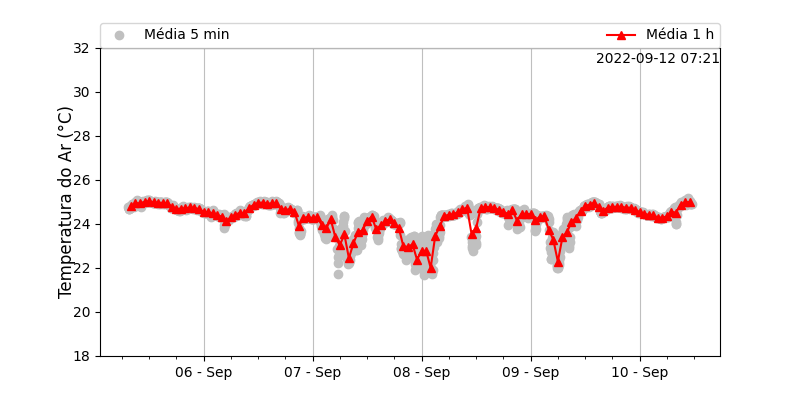 Média 5 min
Média 1 h
2022-09-12 07:21
Temperatura do Ar (°C)
32
30
28
26
24
22
20
18
06 - Sep
07 - Sep
08 - Sep
09 - Sep
10 - Sep